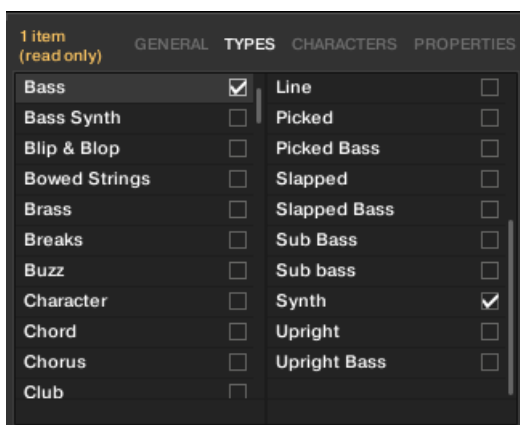 1 item
(read only)
GENERAL TYPES CHARACTERS PROPERTIES
Bass
Bass Synth
Blip & Blop
Bowed Strings
Brass
Breaks
Buzz
Character
Chord
Chorus
Club
Line
Picked
Picked Bass
Slapped
Slapped Bass
Sub Bass
Sub bass
Synth
Upright
Upright Bass